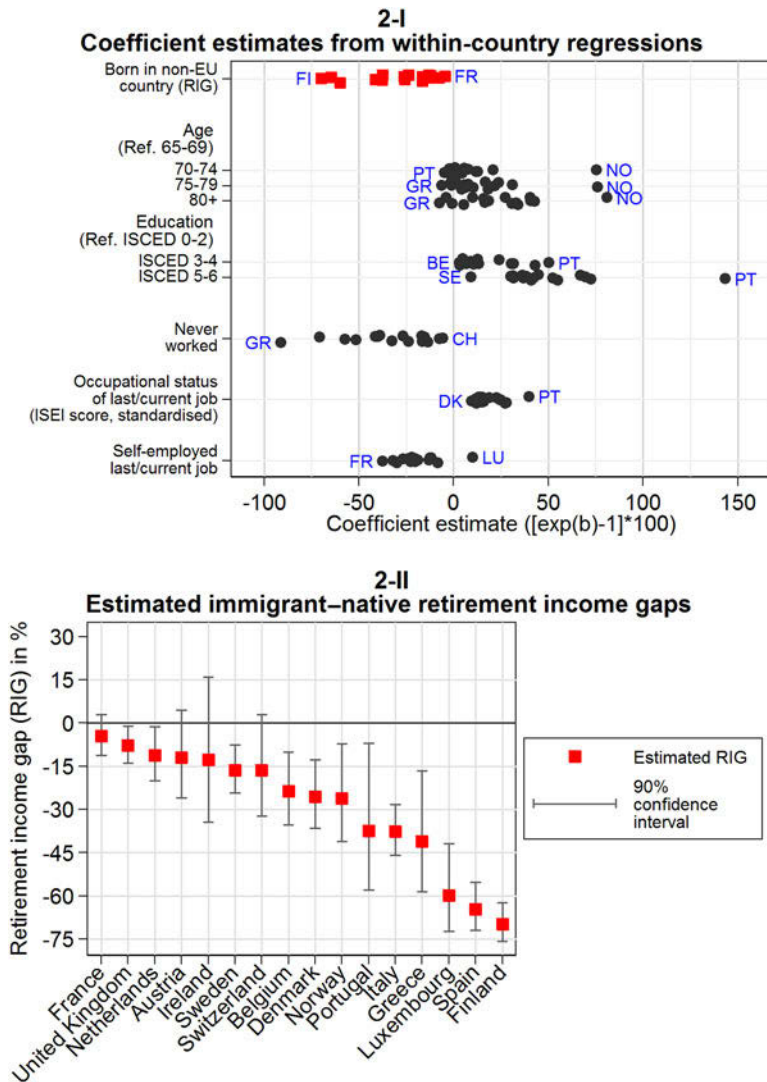 2-I
Coefficient estimates from within-country regressions
Born in non-EU
country (RIG)
FI
FR
Age
(Ref. 65-69)
70-74
PT
NO
75-79
GR
NO
80+
GR
NO
Education
(Ref. ISCED 0-2)
ISCED 3-4
BE
PT
ISCED 5-6
SE
PT
Never
worked
GR
CH
Occupational status
of last/current job
(ISEI score, standardised)
DK
PT
Self-employed
last/current job
FR
LU
-100 -50 0 50 100 150
Coefficient estimate ([exp(b)-1]*100)
2-II
Estimated immigrant–native retirement income gaps
Retirement income gap (RIG) in %
30
15
0
-15
-30
-45
-60
-75
France
United Kingdom
Netherlands
Austria
Ireland
Sweden
Switzerland
Belgium
Denmark
Norway
Portugal
Italy
Greece
Luxembourg
Spain
Finland
Estimated RIG
90%
confidence
interval